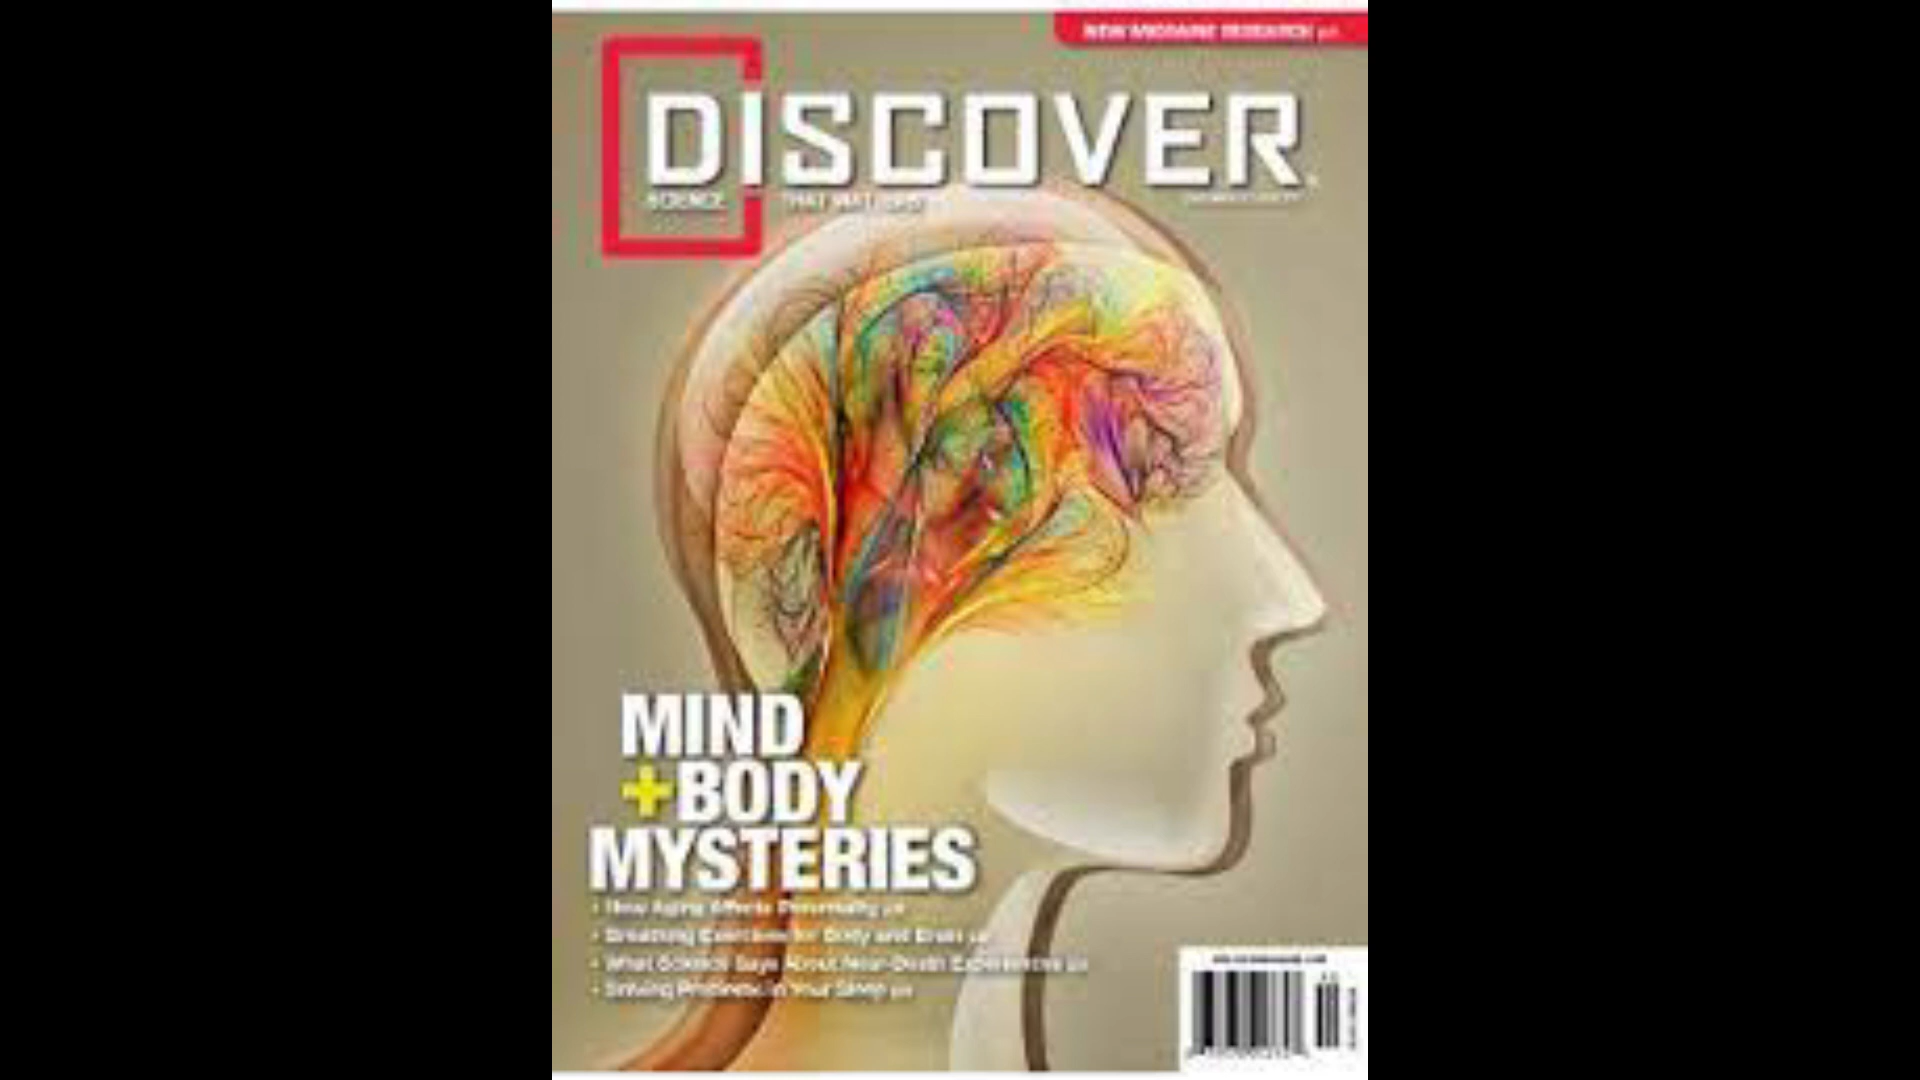 NEW MIGRAINE RESEARCH
DISCOVER
SCIENCE THAT MATTERS
MIND
+BODY
MYSTERIES
• How Aging Affects Personality
• Breathing Exercises for Body and Brain
• What Science Says About Near-Death Experiences
• Solving Problems in Your Sleep